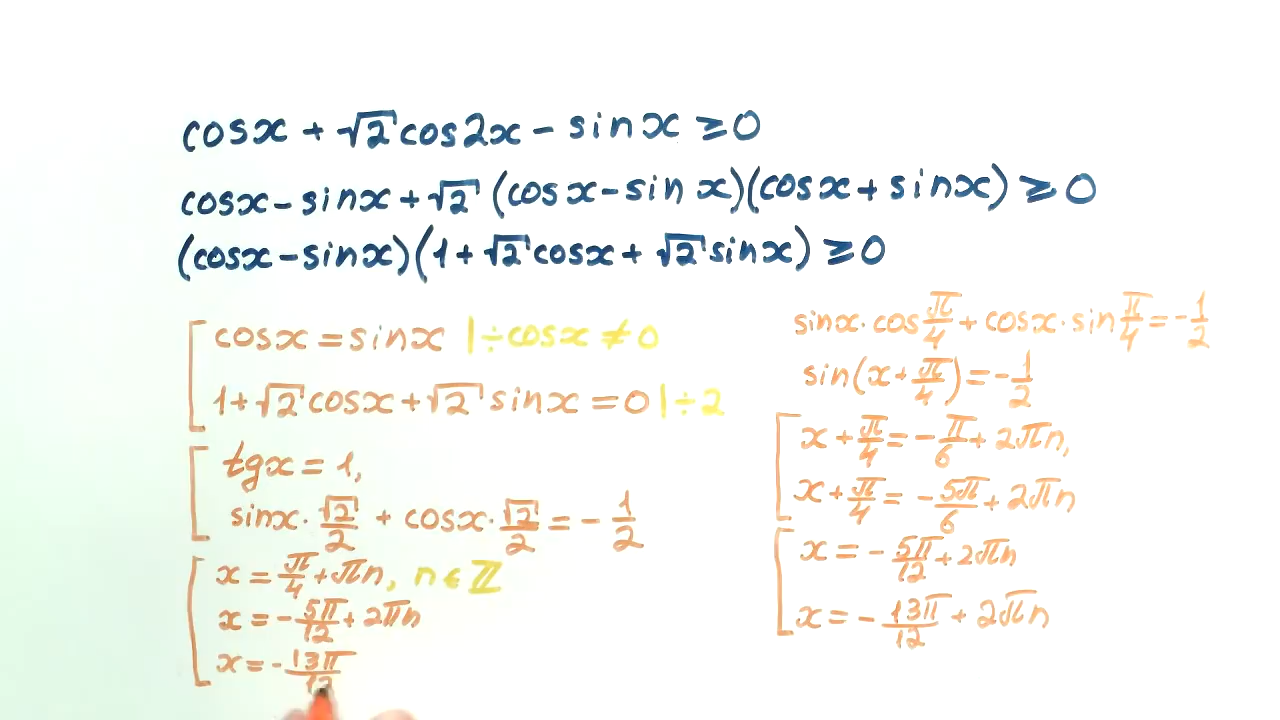 cosx + √2 cos2x - sinx ≥ 0
cosx - sinx + √2 (cosx - sinx)(cosx + sinx) ≥ 0
(cosx - sinx)(1 + √2 cosx + √2 sinx) ≥ 0
[ cosx = sinx | ÷ cosx ≠ 0
1 + √2 cosx + √2 sinx = 0 | ÷ 2
[ tgx = 1,
sinx · √2/2 + cosx · √2/2 = - 1/2
[ x = π/4 + πn, n ∈ ℤ
x = - 5π/12 + 2πn
x = - 13π/12
sinx · cos π/4 + cosx · sin π/4 = - 1/2
sin(x + π/4) = - 1/2
[ x + π/4 = - π/6 + 2πn,
x + π/4 = - 5π/6 + 2πn
[ x = - 5π/12 + 2πn
x = - 13π/12 + 2πn